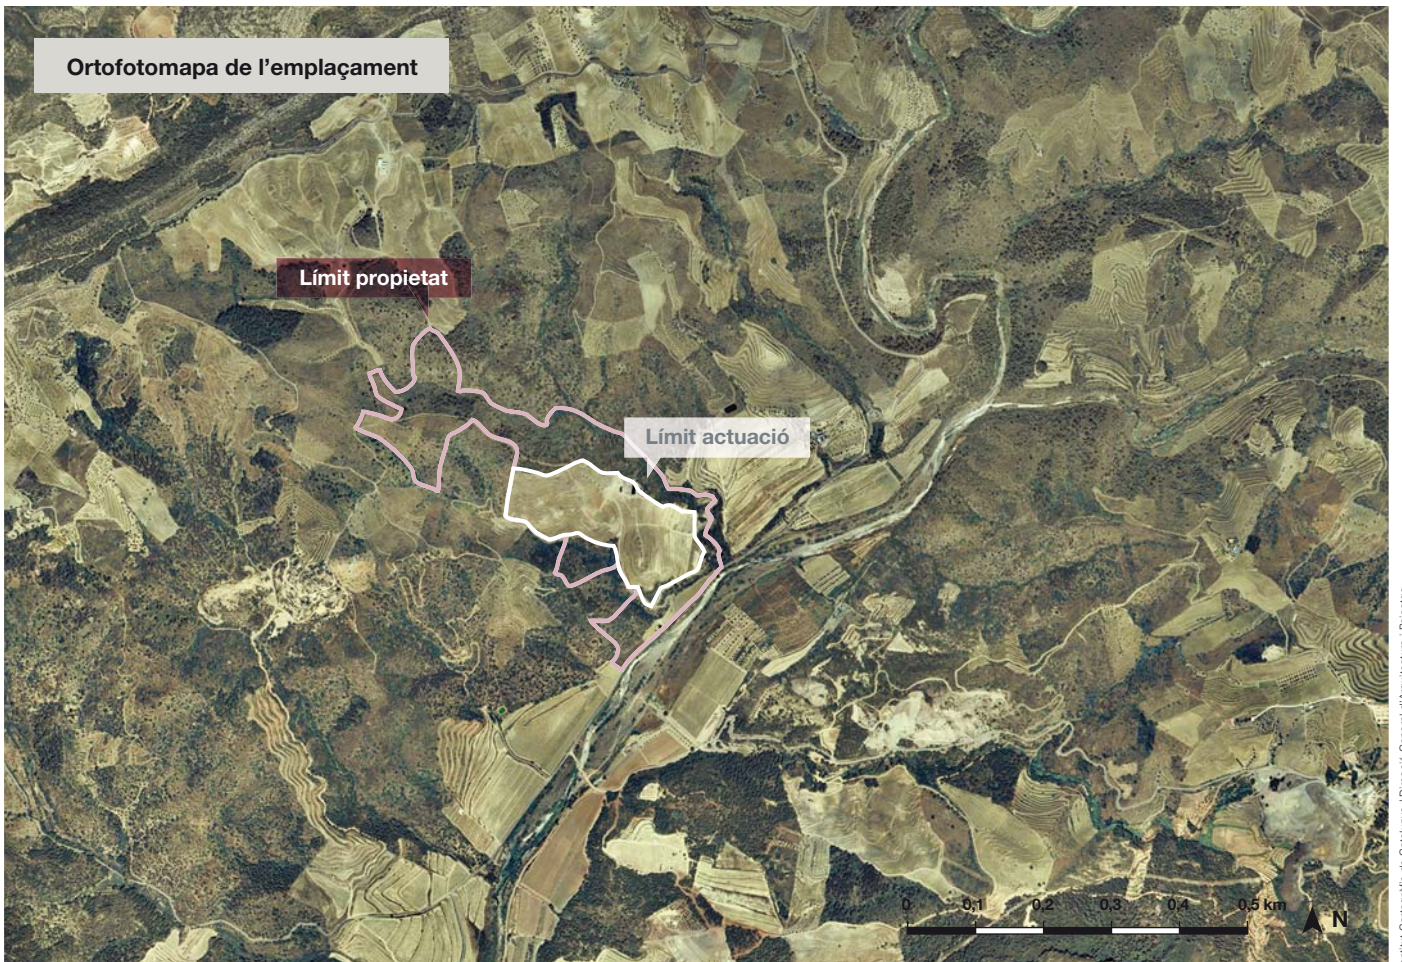 Ortofotomapa de l'emplaçament
Límit propietat
Límit actuació
0 0,1 0,2 0,3 0,4 0,5 km
N